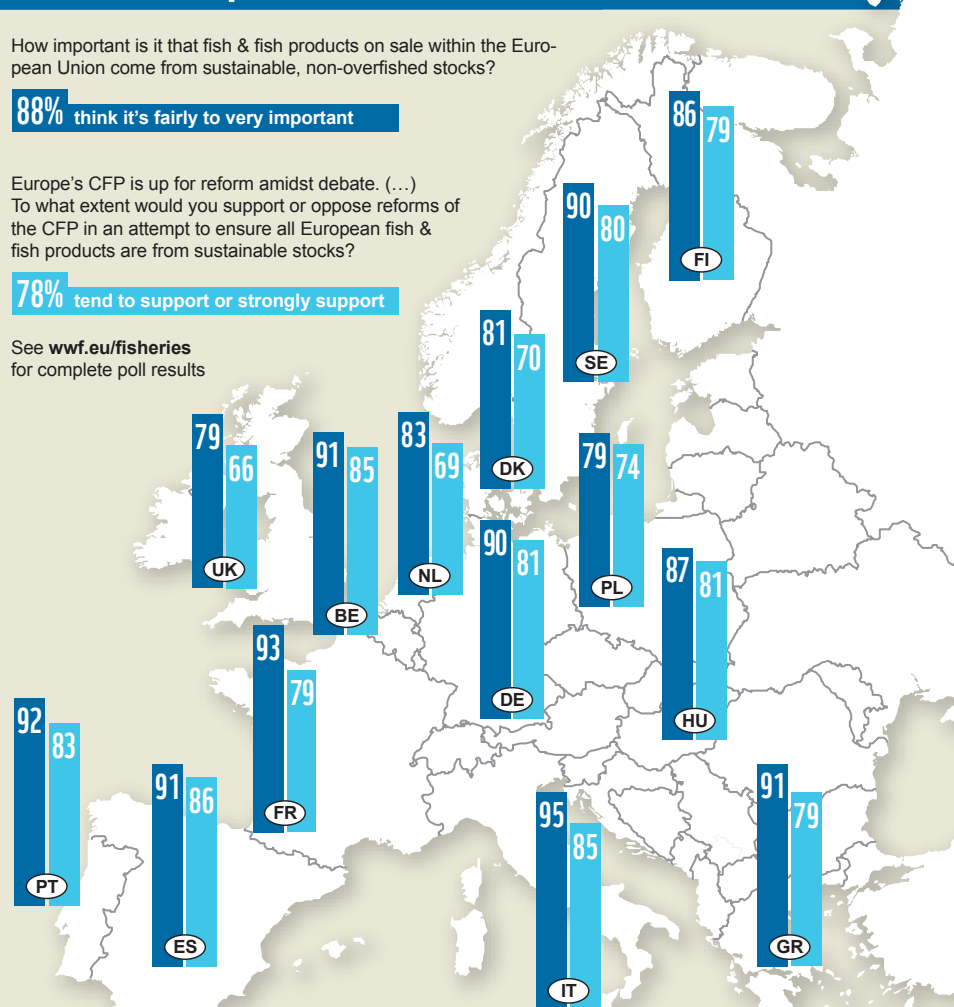 How important is it that fish & fish products on sale within the Euro-
pean Union come from sustainable, non-overfished stocks?
88% think it's fairly to very important
Europe's CFP is up for reform amidst debate. (…)
To what extent would you support or oppose reforms of
the CFP in an attempt to ensure all European fish &
fish products are from sustainable stocks?
78% tend to support or strongly support
See wwf.eu/fisheries
for complete poll results
86 79
FI
90 80
SE
81 70
DK
79 66
UK
91 85
BE
83 69
NL
79 74
PL
90 81
DE
87 81
HU
93 79
FR
92 83
PT
91 86
ES
95 85
IT
91 79
GR